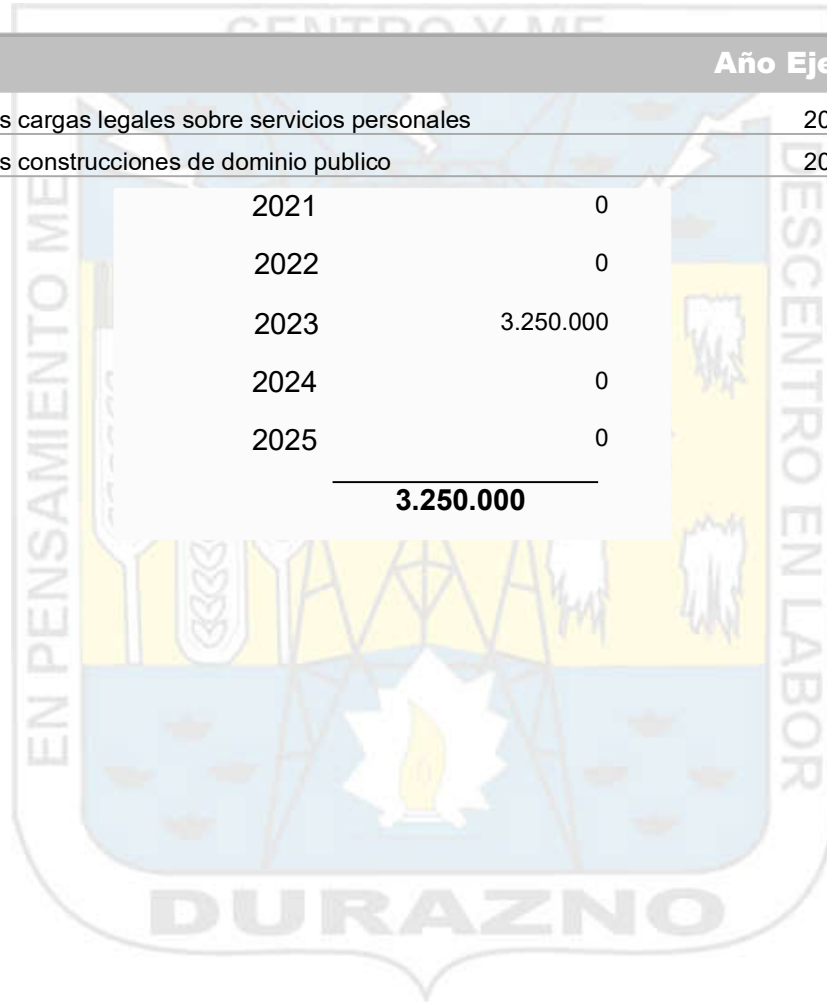 CENTRO Y ME
Año Eje
s cargas legales sobre servicios personales 20
s construcciones de dominio publico 20
2021 0
2022 0
2023 3.250.000
2024 0
2025 0
3.250.000
EN PENSAMIENTO ME
DESCENTRO EN LABOR
DURAZNO